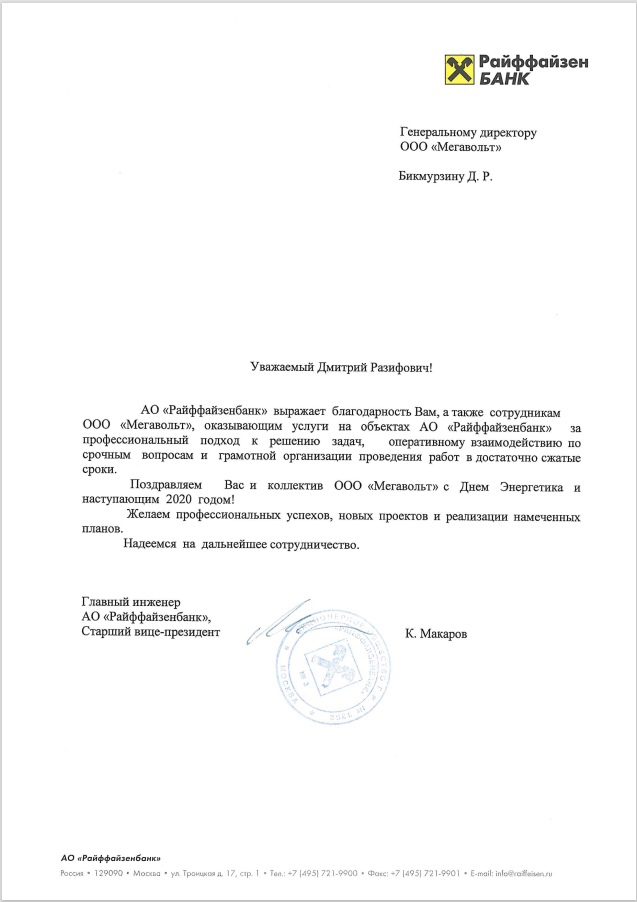 Райффайзен
БАНК
Генеральному директору
ООО «Мегавольт»
Бикмурзину Д. Р.
Уважаемый Дмитрий Разифович!
АО «Райффайзенбанк» выражает благодарность Вам, а также сотрудникам
ООО «Мегавольт», оказывающим услуги на объектах АО «Райффайзенбанк» за
профессиональный подход к решению задач, оперативному взаимодействию по
срочным вопросам и грамотной организации проведения работ в достаточно сжатые
сроки.
Поздравляем Вас и коллектив ООО «Мегавольт» с Днем Энергетика и
наступающим 2020 годом!
Желаем профессиональных успехов, новых проектов и реализации намеченных
планов.
Надеемся на дальнейшее сотрудничество.
Главный инженер
АО «Райффайзенбанк»,
Старший вице-президент
К. Макаров
МОСКВА
АО «Райффайзенбанк»
Россия • 129090 • Москва • ул. Троицкая д. 17, стр. 1 • Тел.: +7 (495) 721-9900 • Факс: +7 (495) 721-9901 • E-mail: info@raiffeisen.ru